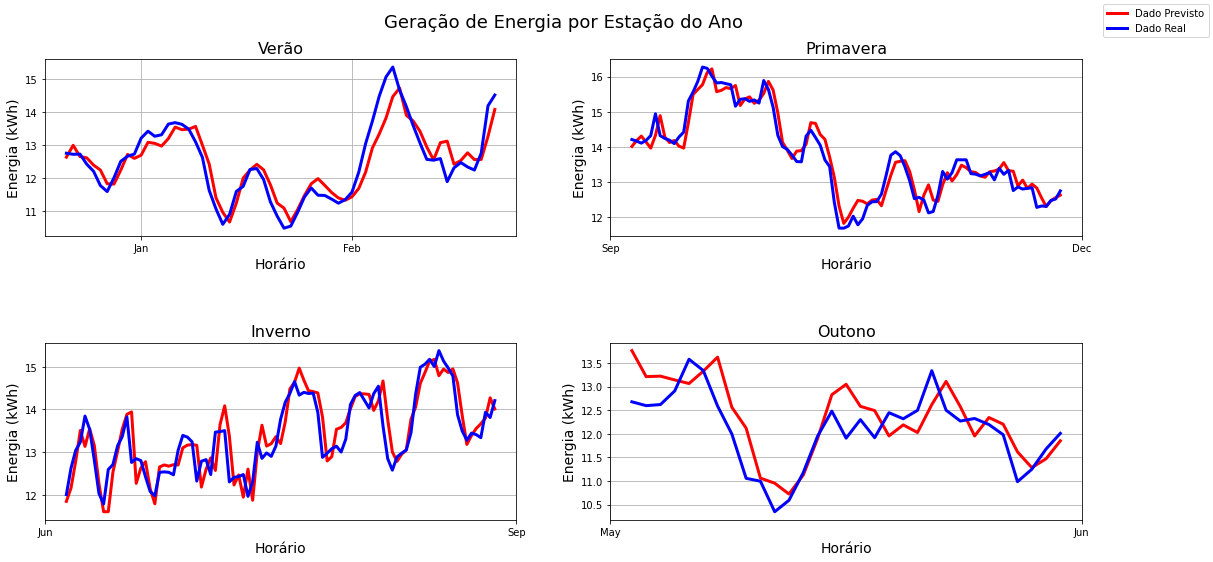 Geração de Energia por Estação do Ano
Dado Previsto
Dado Real
Verão
Energia (kWh)
15
14
13
12
11
Jan
Feb
Horário
Primavera
Energia (kWh)
16
15
14
13
12
Sep
Dec
Horário
Inverno
Energia (kWh)
15
14
13
12
Jun
Sep
Horário
Outono
Energia (kWh)
13.5
13.0
12.5
12.0
11.5
11.0
10.5
May
Jun
Horário